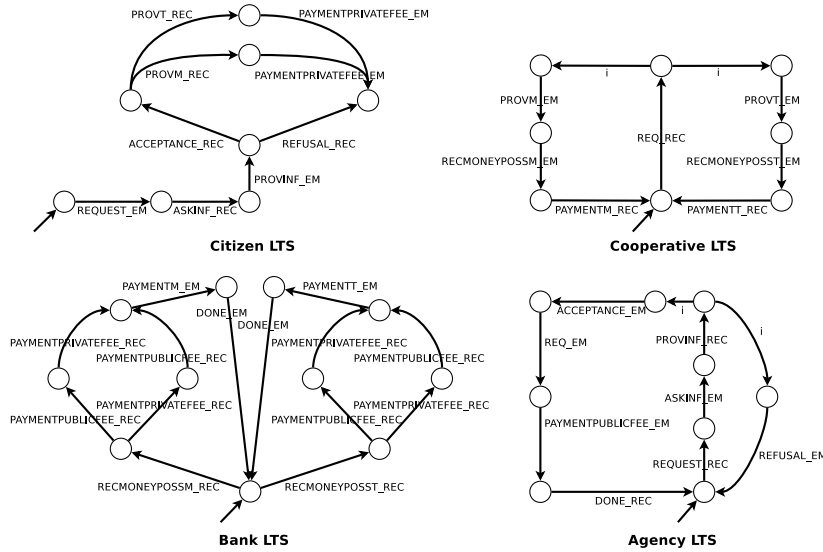 PROVT_REC
PAYMENTPRIVATEFEE_EM
PROVM_REC
PAYMENTPRIVATEFEE_EM
ACCEPTANCE_REC
REFUSAL_REC
PROVINF_EM
REQUEST_EM
ASKINF_REC
Citizen LTS
i
i
PROVM_EM
PROVT_EM
REQ_REC
RECMONEYPOSSM_EM
RECMONEYPOSST_EM
PAYMENTM_REC
PAYMENTT_REC
Cooperative LTS
PAYMENTM_EM
PAYMENTT_EM
DONE_EM
DONE_EM
PAYMENTPRIVATEFEE_REC
PAYMENTPUBLICFEE_REC
PAYMENTPRIVATEFEE_REC
PAYMENTPUBLICFEE_REC
PAYMENTPUBLICFEE_REC
PAYMENTPRIVATEFEE_REC
PAYMENTPUBLICFEE_REC
PAYMENTPRIVATEFEE_REC
RECMONEYPOSSM_REC
RECMONEYPOSST_REC
Bank LTS
ACCEPTANCE_EM
i
i
REQ_EM
PROVINF_REC
ASKINF_EM
PAYMENTPUBLICFEE_EM
REQUEST_REC
REFUSAL_EM
DONE_REC
Agency LTS